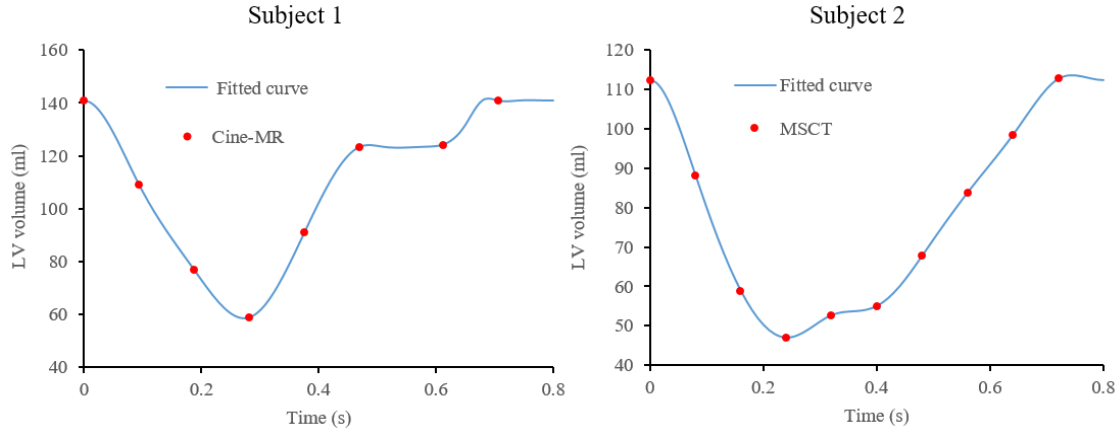 Subject 1
160
140
120
100
80
60
40
LV volume (ml)
Fitted curve
Cine-MR
0
0.2
0.4
0.6
0.8
Time (s)
Subject 2
120
110
100
90
80
70
60
50
40
LV volume (ml)
Fitted curve
MSCT
0
0.2
0.4
0.6
0.8
Time (s)